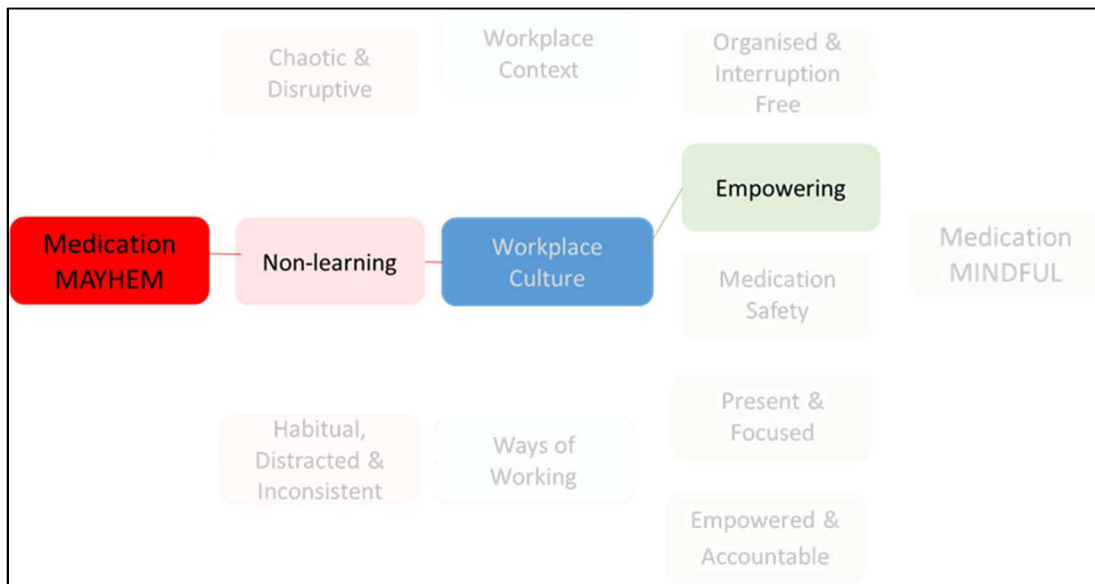 Chaotic &
Disruptive
Workplace
Context
Organised &
Interruption
Free
Medication
MAYHEM
Non-learning
Workplace
Culture
Empowering
Medication
Safety
Medication
MINDFUL
Habitual,
Distracted &
Inconsistent
Ways of
Working
Present &
Focused
Empowered &
Accountable